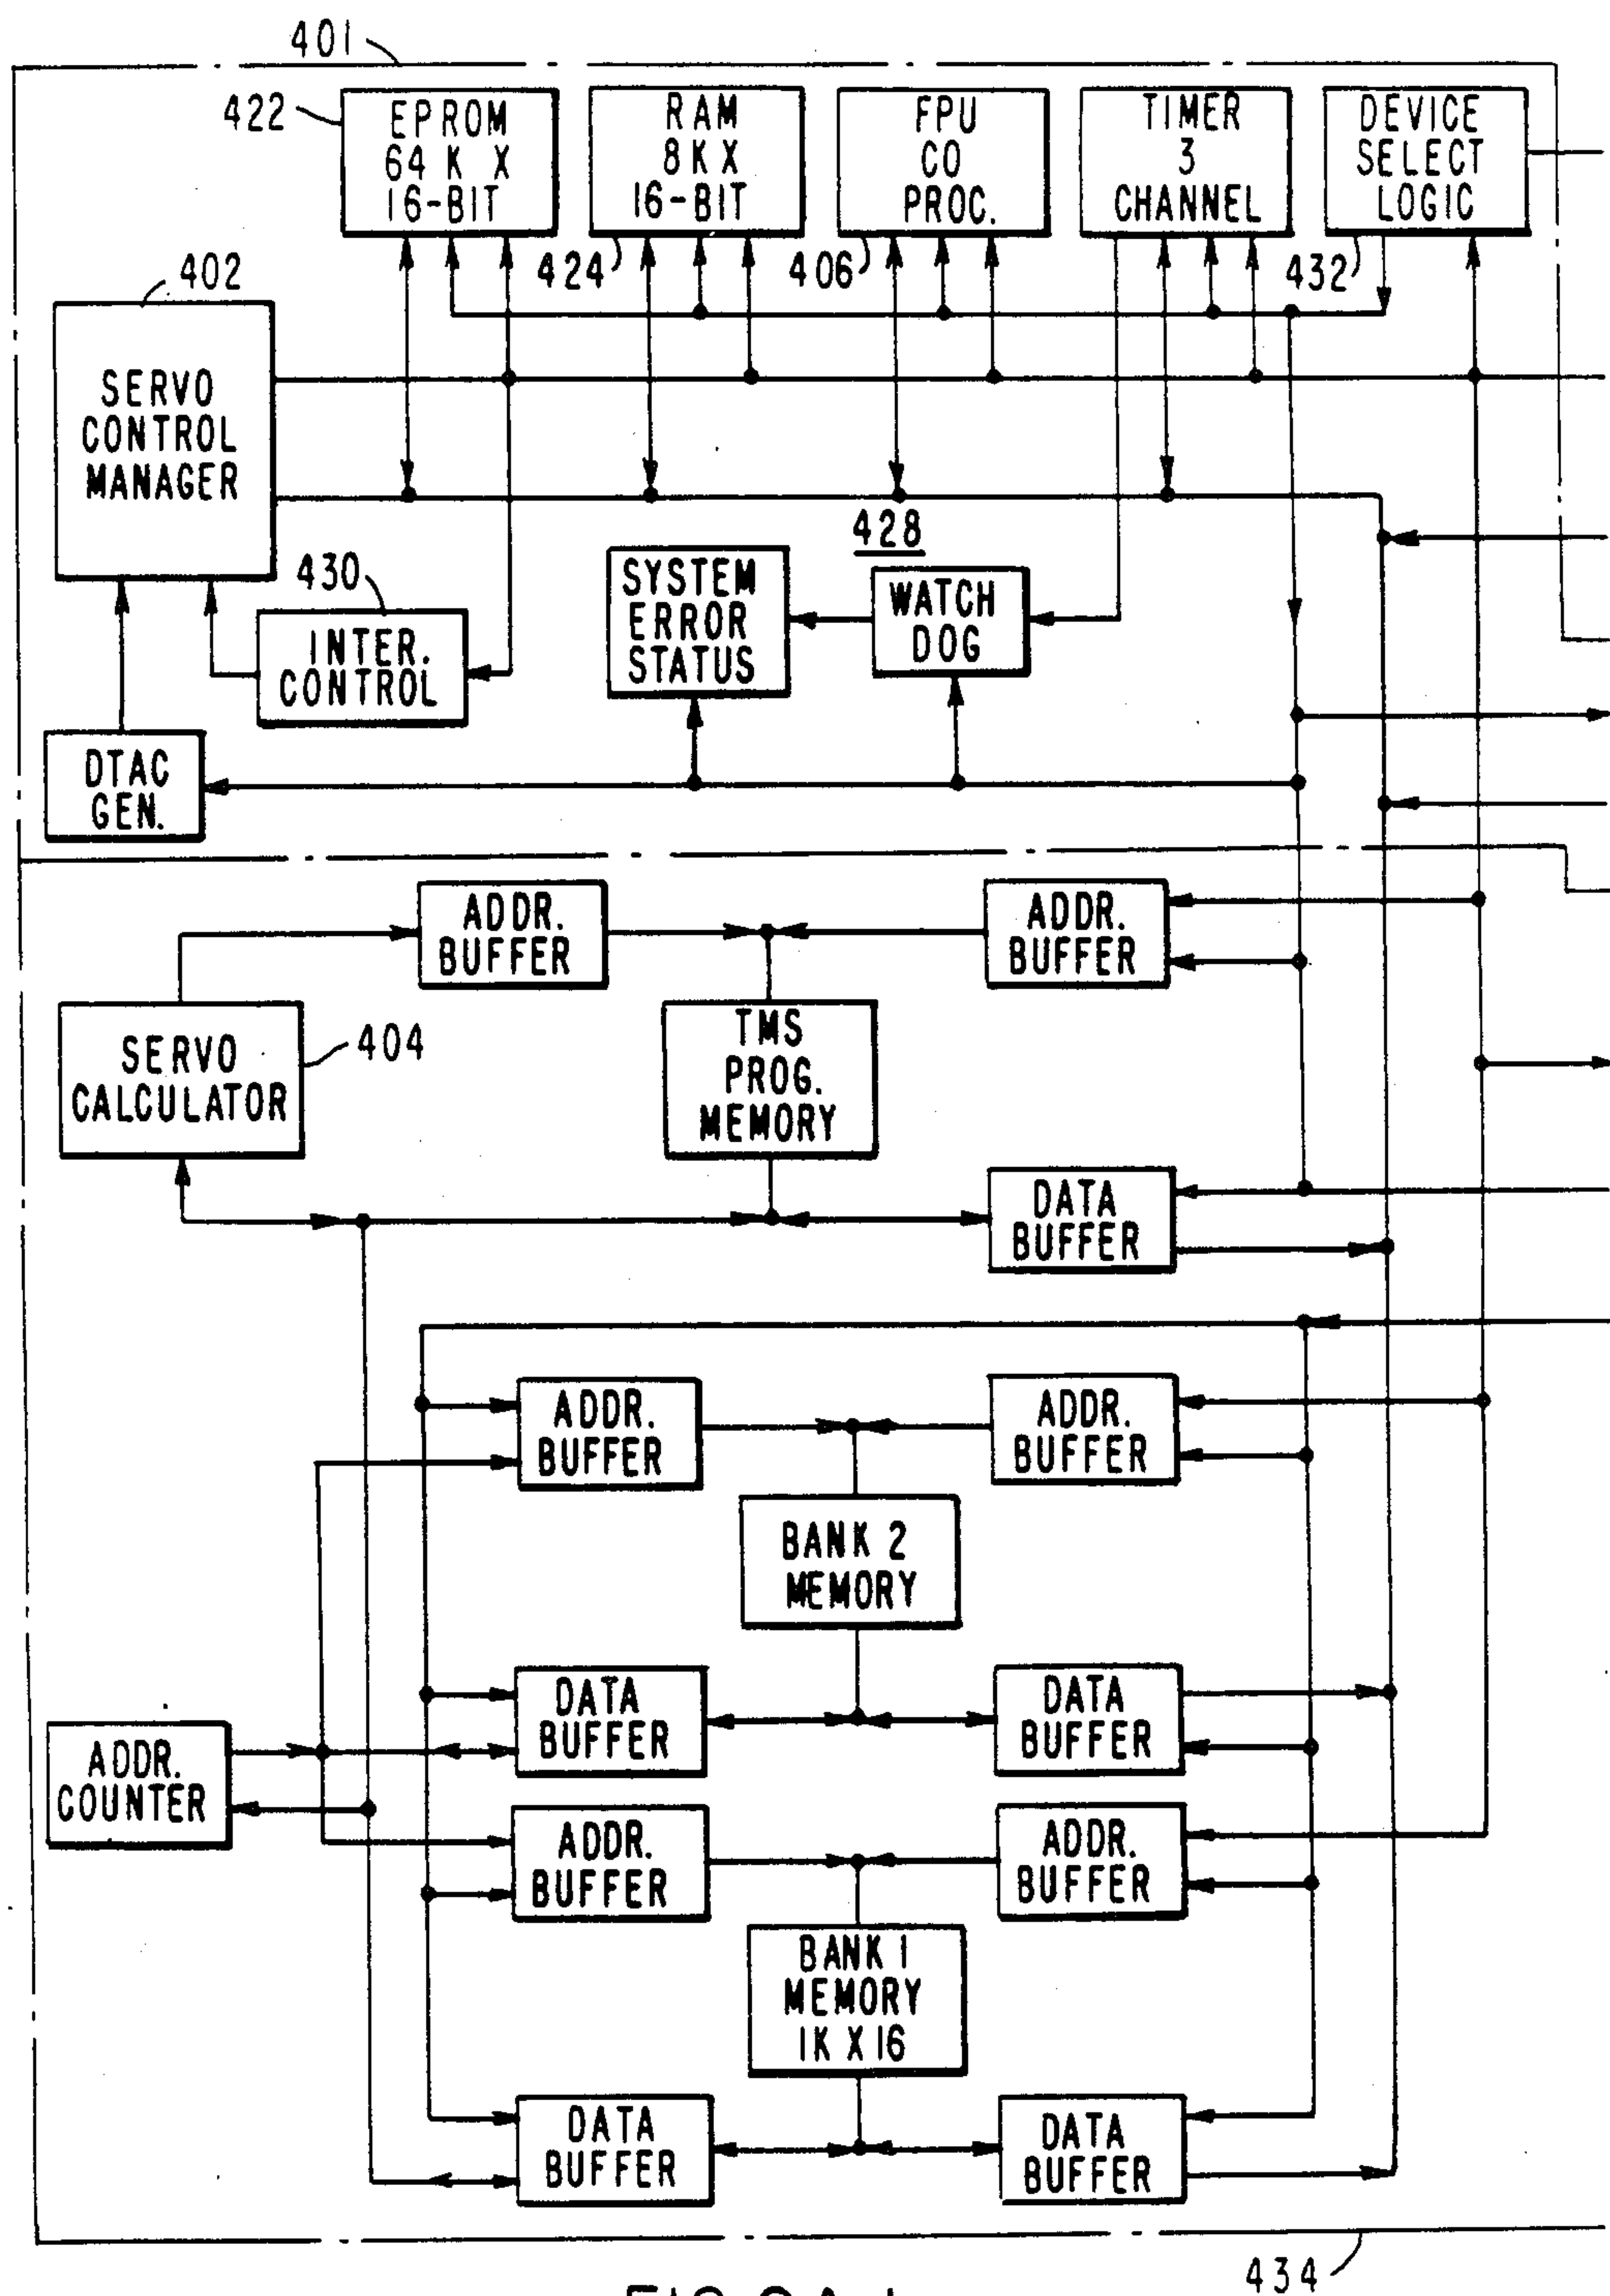 401
422
EPROM
64 K X
16-BIT
RAM
8K X
16-BIT
FPU
CO
PROC.
TIMER
3
CHANNEL
DEVICE
SELECT
LOGIC
424
406
432
402
SERVO
CONTROL
MANAGER
428
430
INTER.
CONTROL
SYSTEM
ERROR
STATUS
WATCH
DOG
DTAC
GEN.
ADDR.
BUFFER
ADDR.
BUFFER
SERVO
CALCULATOR
404
TMS
PROG.
MEMORY
DATA
BUFFER
ADDR.
BUFFER
ADDR.
BUFFER
BANK 2
MEMORY
DATA
BUFFER
DATA
BUFFER
ADDR.
COUNTER
ADDR.
BUFFER
ADDR.
BUFFER
BANK 1
MEMORY
1K X 16
DATA
BUFFER
DATA
BUFFER
434